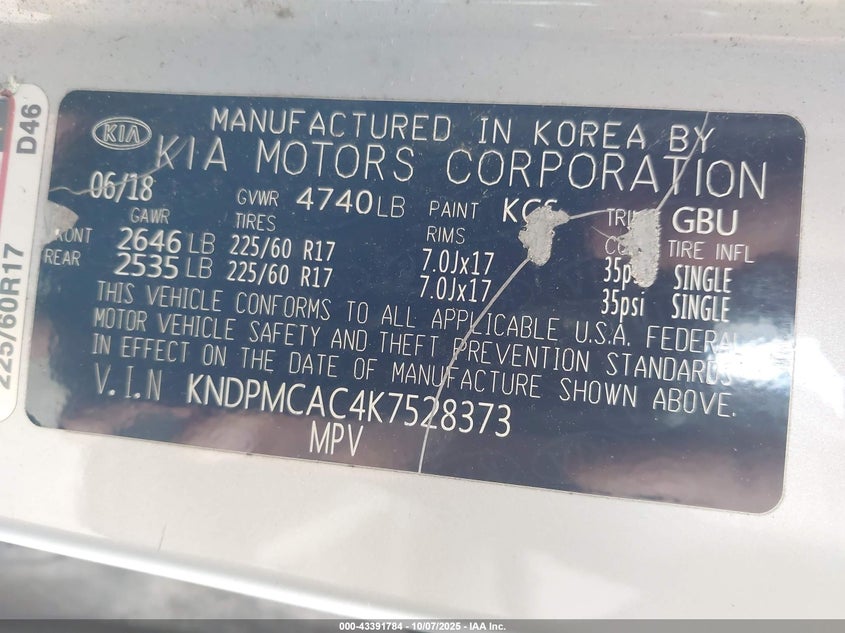 D46
225/60R17
KIA
MANUFACTURED IN KOREA BY
KIA MOTORS CORPORATION
06/18
GVWR 4740LB
PAINT
GBU
GAWR
TIRES
RIMS
TIRE INFL
2646 LB 225/60 R17 7.0Jx17 SINGLE
REAR 2535 LB 225/60 R17 7.0Jx17 35psi SINGLE
THIS VEHICLE CONFORMS TO ALL APPLICABLE U.S.A. FEDERAL
MOTOR VEHICLE SAFETY AND THEFT PREVENTION STANDARDS
IN EFFECT ON THE DATE OF MANUFACTURE SHOWN ABOVE.
V.I.N KNDPMCAC4K7528373
MPV
000-43391784 - 10/07/2025 - IAA Inc.